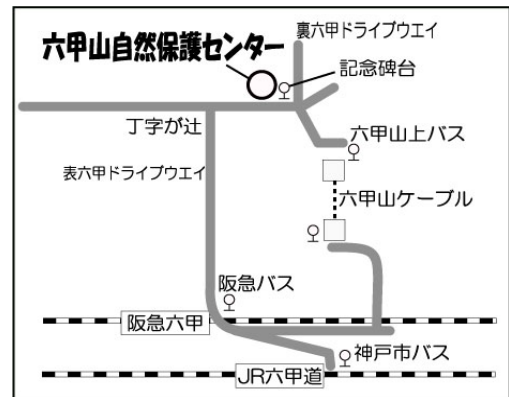 六甲山自然保護センター
裏六甲ドライブウエイ
記念碑台
丁字が辻
六甲山上バス
表六甲ドライブウエイ
六甲山ケーブル
阪急バス
阪急六甲
神戸市バス
JR六甲道